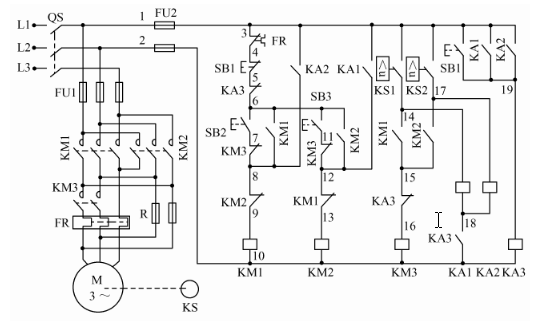 L1 QS 1 FU2
L2 2
L3
FU1
KM1 KM2
KM3
FR R
M
3 ~
KS
3 FR
4
SB1
5
KA3
6
SB2 7 KM1 KA2
KM3
8
KM2
9
10
KM1
SB3 KA1
KM3 11 KM2
12
KM1
13
KM2
KS1 n KS2 n
17
14
KM1 KM2
15
KA3
16
KM3
SB1 KA1 KA2
19
18
KA3
KA1 KA2 KA3